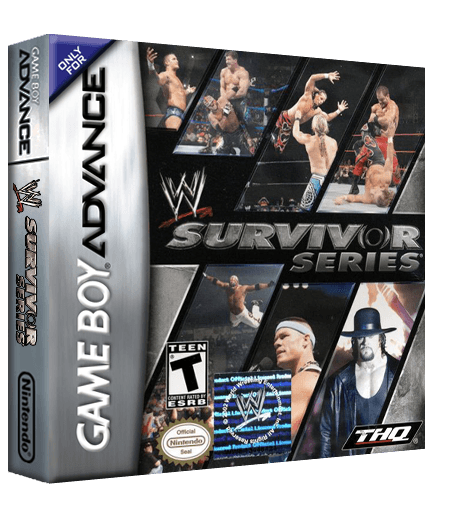 GAME BOY
ADVANCE
W
SURVIVOR
SERIES
Nintendo
ONLY
FOR
GAME BOY ADVANCE
W
SURVIVOR
SERIES
TEEN
T
CONTENT RATED BY
ESRB
Official
Nintendo
Seal
W
THQ